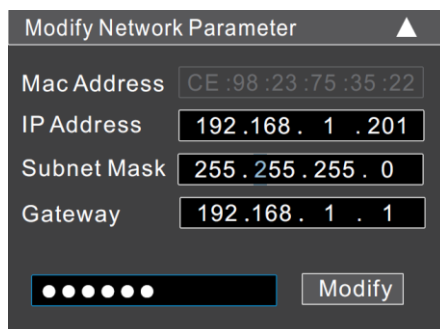 Modify Network Parameter
Mac Address CE:98:23:75:35:22
IP Address 192.168. 1 .201
Subnet Mask 255.255.255. 0
Gateway 192.168. 1 . 1
●●●●●● Modify